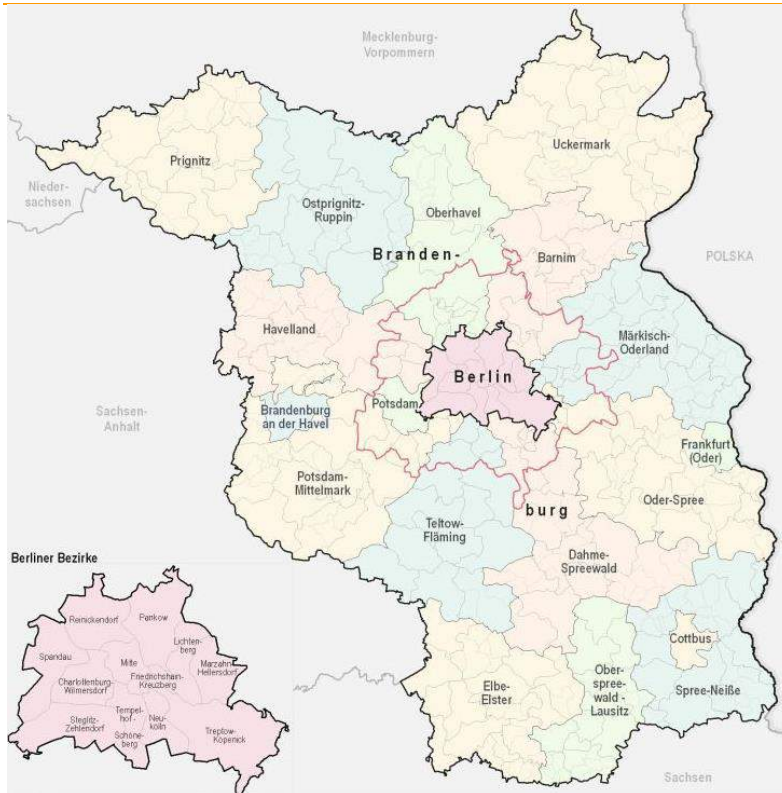 Mecklenburg-
Vorpommern
Uckermark
Prignitz
Nieder-
sachsen
Ostprignitz-
Ruppin
Oberhavel
Branden-
Barnim
POLSKA
Havelland
Märkisch-
Oderland
Berlin
Sachsen-
Anhalt
Brandenburg
an der Havel
Potsdam
Frankfurt
(Oder)
Potsdam-
Mittelmark
Oder-Spree
burg
Teltow-
Fläming
Dahme-
Spreewald
Cottbus
Elbe-
Elster
Ober-
spree-
wald -
Lausitz
Spree-Neiße
Sachsen
Berliner Bezirke
Reinickendorf
Pankow
Lichten-
berg
Spandau
Mitte
Marzahn-
Hellersdorf
Charlottenburg-
Wilmersdorf
Friedrichshain-
Kreuzberg
Steglitz-
Zehlendorf
Tempel-
hof -
Schöne-
berg
Neu-
kölln
Treptow-
Köpenick